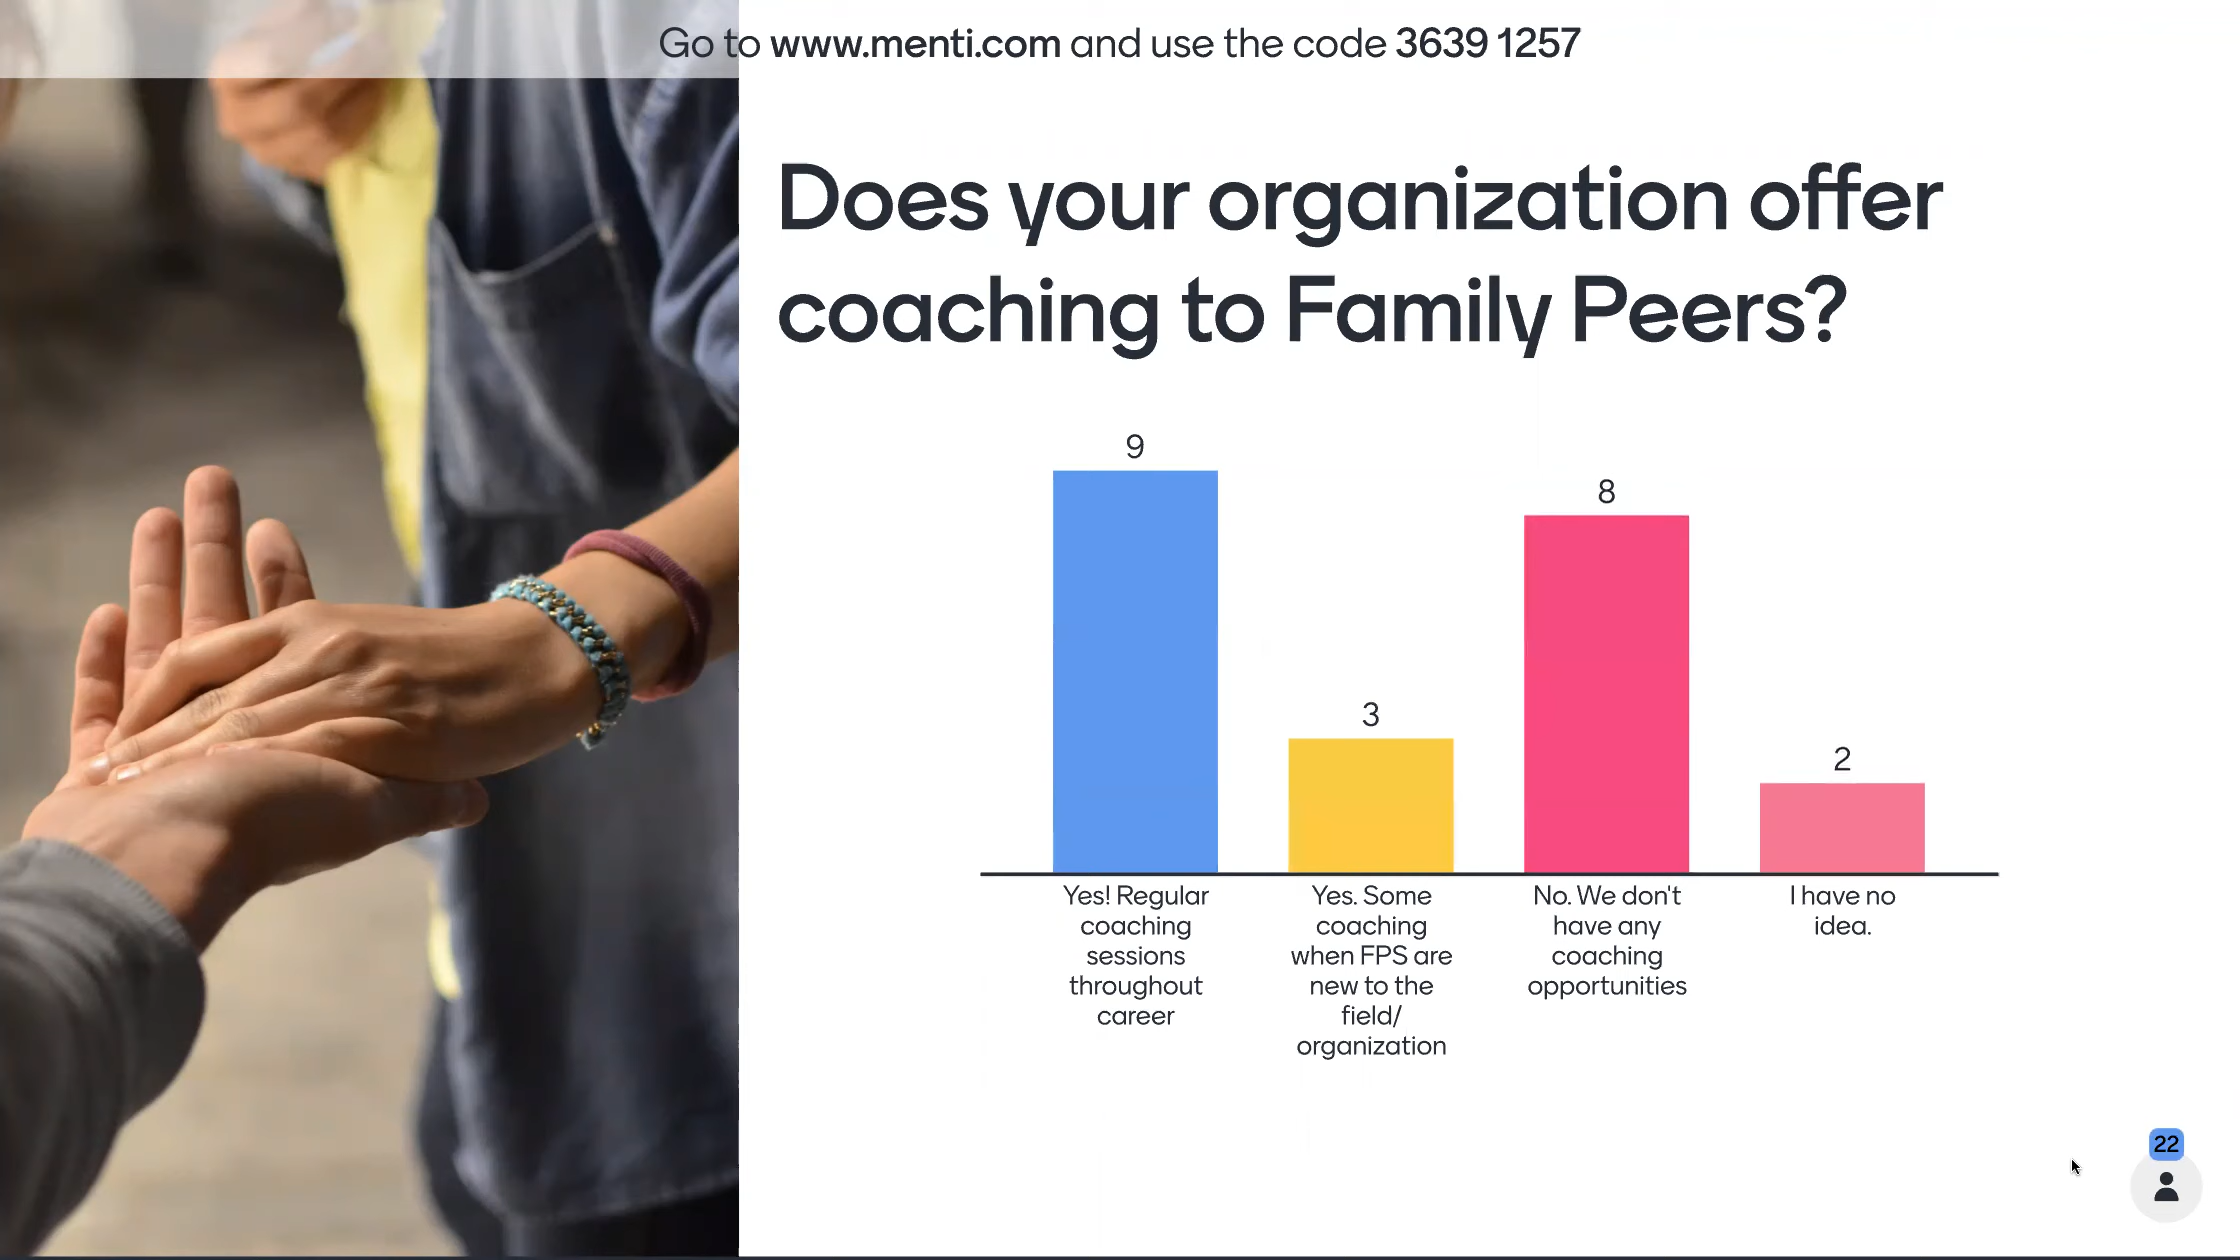 Go to www.menti.com and use the code 3639 1257
Does your organization offer
coaching to Family Peers?
9
3
8
2
Yes! Regular
coaching
sessions
throughout
career
Yes. Some
coaching
when FPS are
new to the
field/
organization
No. We don't
have any
coaching
opportunities
I have no
idea.
22